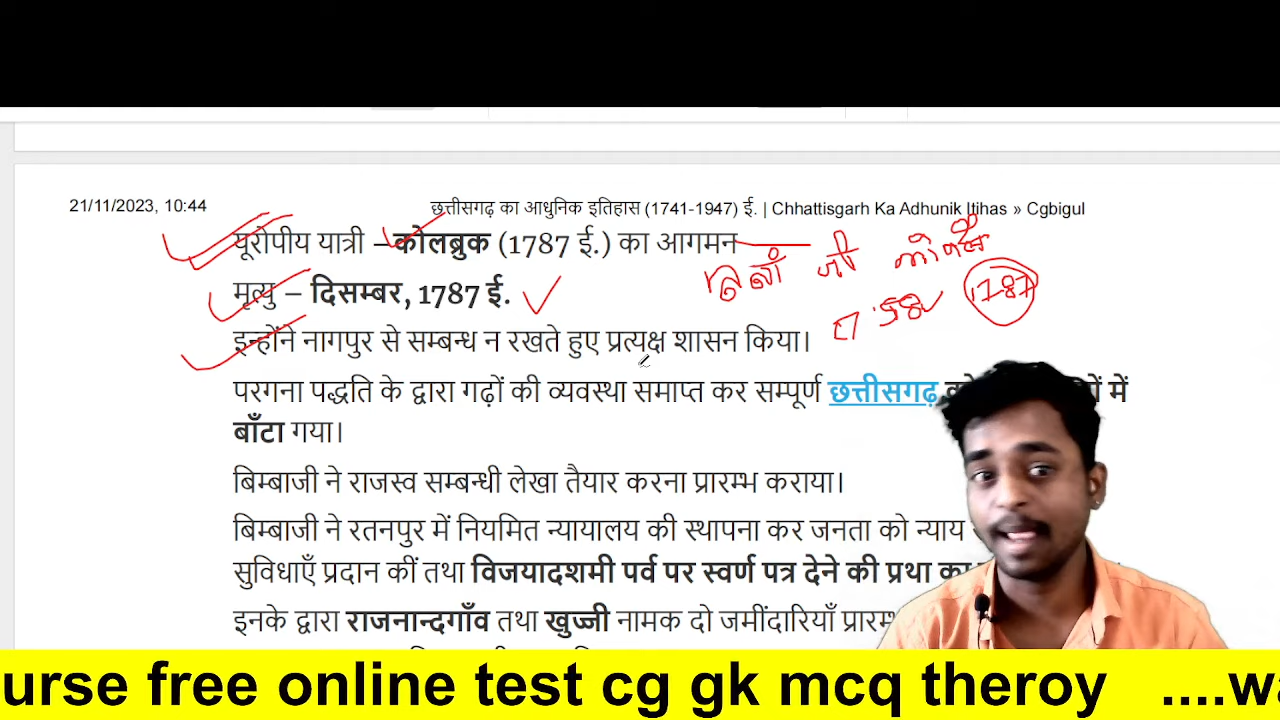 21/11/2023, 10:44
छत्तीसगढ़ का आधुनिक इतिहास (1741-1947) ई. | Chhattisgarh Ka Adhunik Itihas » Cgbigul
यूरोपीय यात्री – कोलब्रुक (1787 ई.) का आगमन
मृत्यु – दिसम्बर, 1787 ई.
1787
इन्होंने नागपुर से सम्बन्ध न रखते हुए प्रत्यक्ष शासन किया।
परगना पद्धति के द्वारा गढ़ों की व्यवस्था समाप्त कर सम्पूर्ण छत्तीसगढ़ को में
बाँटा गया।
बिम्बाजी ने राजस्व सम्बन्धी लेखा तैयार करना प्रारम्भ कराया।
बिम्बाजी ने रतनपुर में नियमित न्यायालय की स्थापना कर जनता को न्याय
सुविधाएँ प्रदान कीं तथा विजयादशमी पर्व पर स्वर्ण पत्र देने की प्रथा का
इनके द्वारा राजनान्दगाँव तथा खुज्जी नामक दो जमींदारियाँ
urse free online test cg gk mcq theroy ....wa